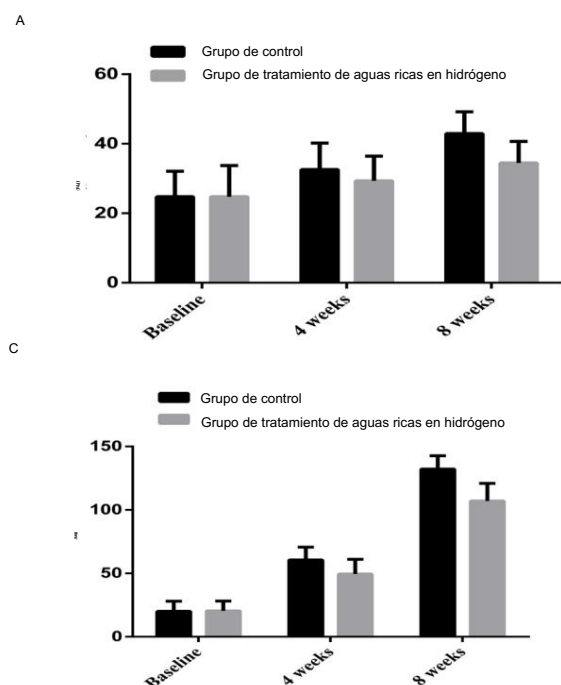 A
Grupo de control
Grupo de tratamiento de aguas ricas en hidrógeno
60
40
20
0
Baseline
4 weeks
8 weeks
C
Grupo de control
Grupo de tratamiento de aguas ricas en hidrógeno
150
100
50
0
Baseline
4 weeks
8 weeks